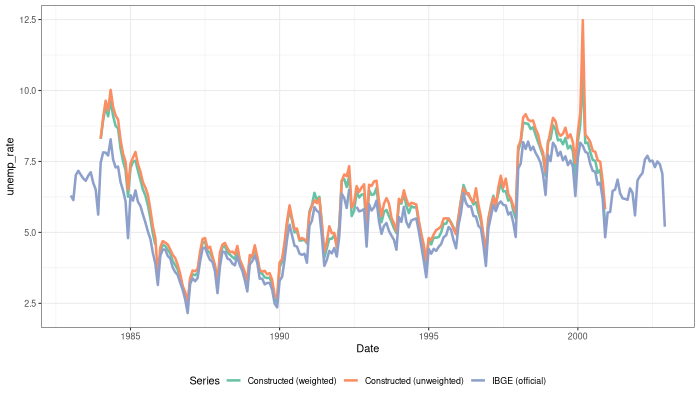 12.5
10.0
7.5
5.0
2.5
unemp_rate
1985
1990
1995
2000
Date
Series
Constructed (weighted)
Constructed (unweighted)
IBGE (official)